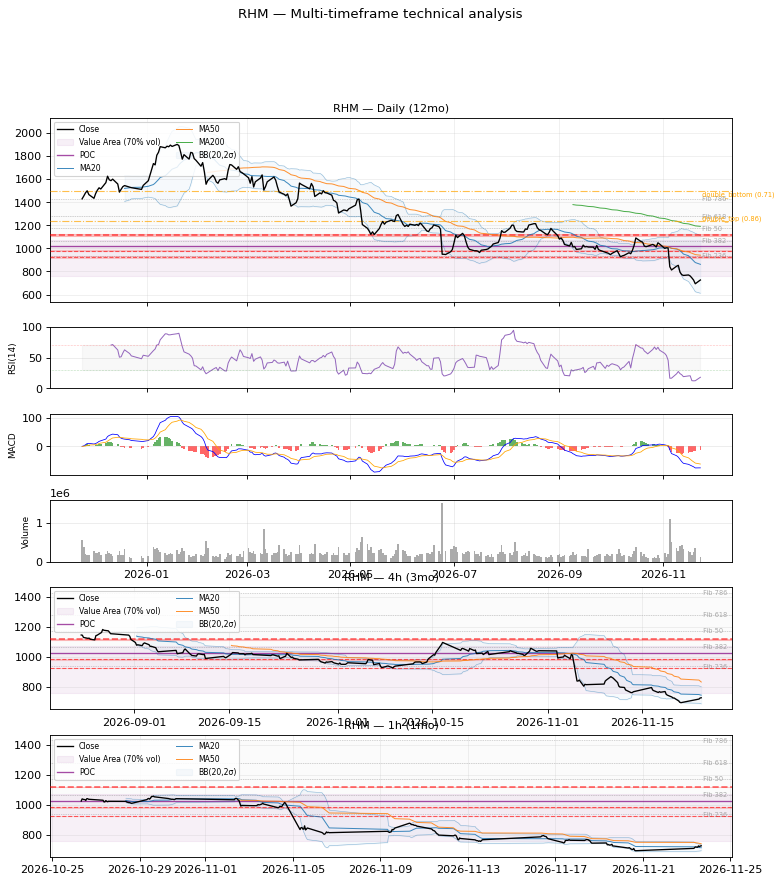 RHM — Multi-timeframe technical analysis
RHM — Daily (12mo)
Close
Value Area (70% vol)
POC
MA20
MA50
MA200
BB(20,2σ)
2000
1800
1600
1400
1200
1000
800
600
double_bottom (0.71)
Fib 786
Fib 618
double_top (0.86)
Fib 50
Fib 382
Fib 236
RSI(14)
100
50
0
MACD
100
0
1e6
Volume
1
0
2026-01 2026-03 2026-05 2026-07 2026-09 2026-11
RHM — 4h (3mo)
Close
Value Area (70% vol)
POC
MA20
MA50
BB(20,2σ)
1400
1200
1000
800
Fib 786
Fib 618
Fib 50
Fib 382
Fib 236
2026-09-01 2026-09-15 2026-10-01 2026-10-15 2026-11-01 2026-11-15
RHM — 1h (1mo)
Close
Value Area (70% vol)
POC
MA20
MA50
BB(20,2σ)
1400
1200
1000
800
Fib 786
Fib 618
Fib 50
Fib 382
Fib 236
2026-10-25 2026-10-29 2026-11-01 2026-11-05 2026-11-09 2026-11-13 2026-11-17 2026-11-21 2026-11-25